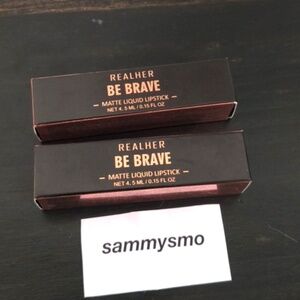 REALHER
BE BRAVE
— MATTE LIQUID LIPSTICK —
NET 4.5 ML / 0.15 FL OZ
REALHER
BE BRAVE
— MATTE LIQUID LIPSTICK —
NET 4.5 ML / 0.15 FL OZ
sammysmo